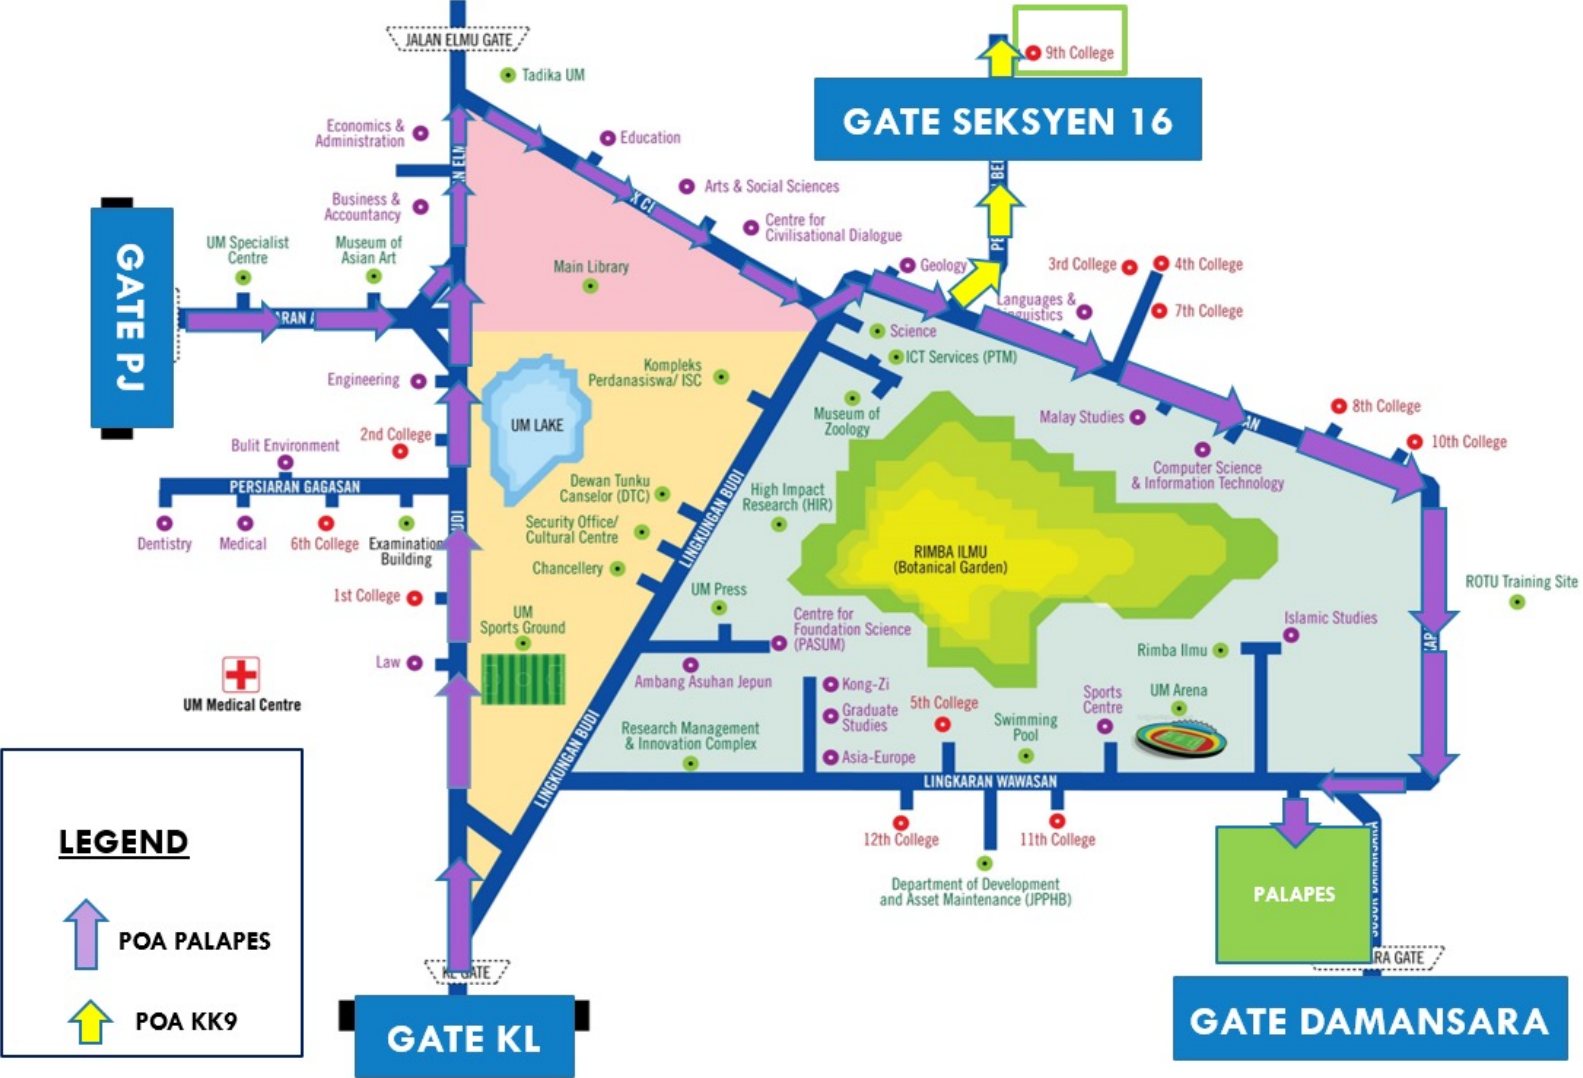 JALAN ELMU GATE
Tadika UM
9th College
GATE SEKSYEN 16
Economics &
Administration
Education
Arts & Social Sciences
Business &
Accountancy
Centre for
Civilisational Dialogue
GATE PJ
UM Specialist
Centre
Museum of
Asian Art
Main Library
Geology
3rd College
4th College
Languages &
7th College
Science
ICT Services (PTM)
Kompleks
Perdanasiswa/ ISC
Engineering
UM LAKE
Museum of
Zoology
Malay Studies
8th College
10th College
2nd College
Bulit Environment
Computer Science
& Information Technology
PERSIARAN GAGASAN
Dewan Tunku
Canselor (DTC)
High Impact
Research (HIR)
LINGKUNGAN BUDI
Dentistry
Medical
6th College
Examination
Building
Security Office/
Cultural Centre
Chancellery
RIMBA ILMU
(Botanical Garden)
ROTU Training Site
1st College
UM
Sports Ground
UM Press
Centre for
Foundation Science
(PASUM)
Islamic Studies
Rimba Ilmu
Law
Ambang Asuhan Jepun
Kong-Zi
Graduate
Studies
Asia-Europe
5th College
Sports
Centre
UM Arena
UM Medical Centre
Research Management
& Innovation Complex
Swimming
Pool
LINGKUNGAN BUDI
LINGKARAN WAWASAN
12th College
11th College
Department of Development
and Asset Maintenance (JPPHB)
PALAPES
LEGEND
POA PALAPES
POA KK9
KL GATE
GATE KL
GATE
GATE DAMANSARA